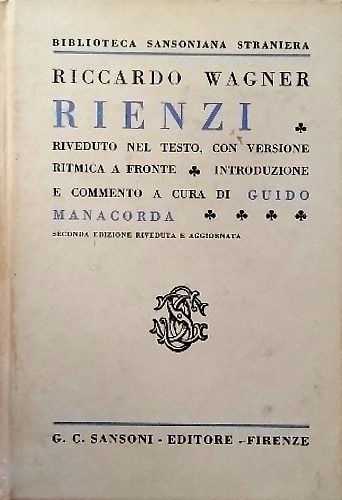 BIBLIOTECA SANSONIANA STRANIERA
RICCARDO WAGNER
RIENZI ♣
RIVEDUTO NEL TESTO, CON VERSIONE
RITMICA A FRONTE ♣ INTRODUZIONE
E COMMENTO A CURA DI GUIDO
MANACORDA ♣ ♣ ♣ ♣
SECONDA EDIZIONE RIVEDUTA E AGGIORNATA
G. C. SANSONI - EDITORE - FIRENZE